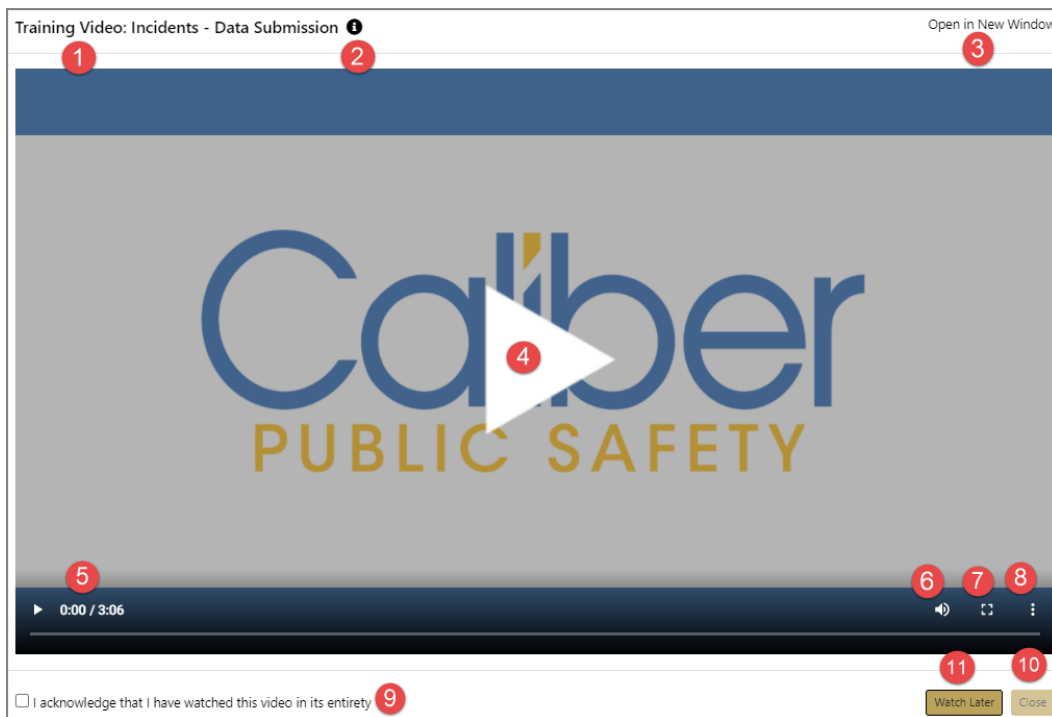 Training Video: Incidents - Data Submission
Open in New Window
1
2
3
Caliber
4
PUBLIC SAFETY
5
6
7
8
0:00 / 3:06
11
10
I acknowledge that I have watched this video in its entirety
9
Watch Later
Close